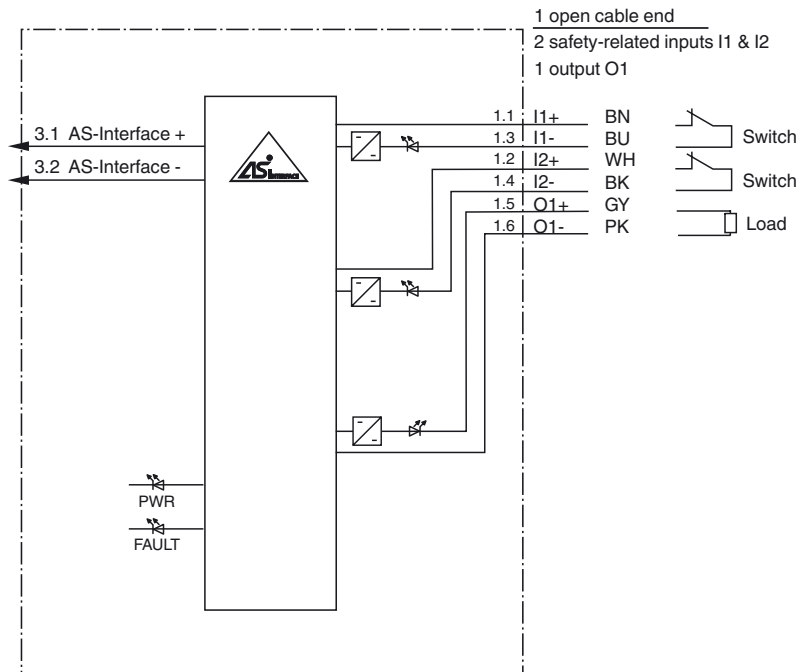 1 open cable end
2 safety-related inputs I1 & I2
1 output O1
3.1 AS-Interface +
3.2 AS-Interface -
AS INTERFACE
1.1 I1+ BN
1.3 I1- BU Switch
1.2 I2+ WH
1.4 I2- BK Switch
1.5 O1+ GY
1.6 O1- PK Load
PWR
FAULT